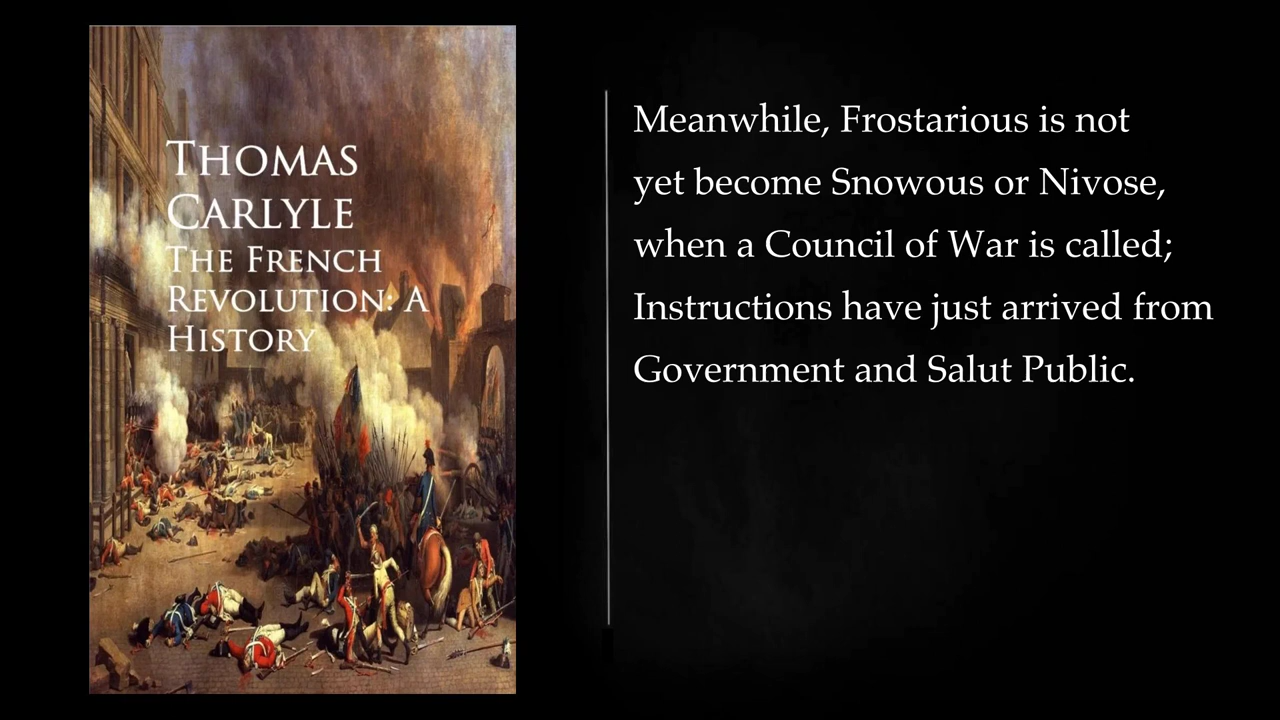 THOMAS
CARLYLE
THE FRENCH
REVOLUTION: A
HISTORY
Meanwhile, Frostarious is not
yet become Snowous or Nivose,
when a Council of War is called;
Instructions have just arrived from
Government and Salut Public.